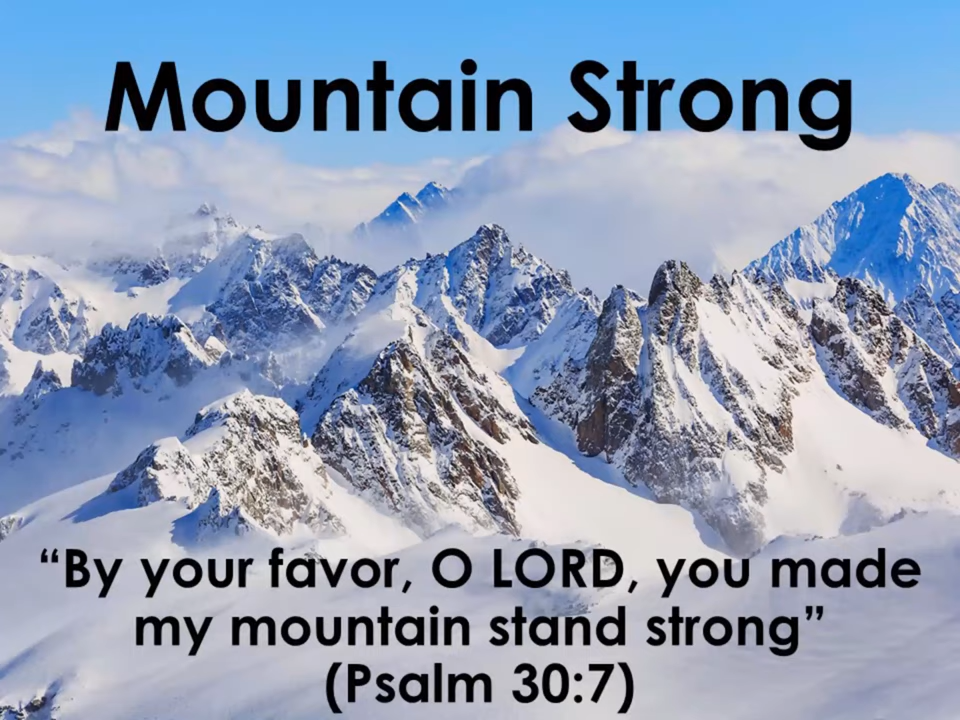 Mountain Strong
“By your favor, O LORD, you made
my mountain stand strong”
(Psalm 30:7)